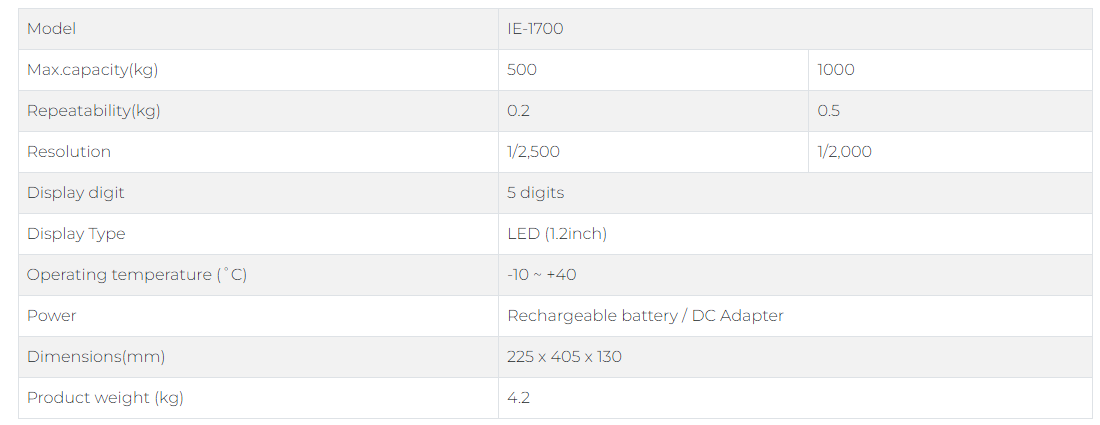 Model IE-1700
Max.capacity(kg) 500 1000
Repeatability(kg) 0.2 0.5
Resolution 1/2,500 1/2,000
Display digit 5 digits
Display Type LED (1.2inch)
Operating temperature (˚C) -10 ~ +40
Power Rechargeable battery / DC Adapter
Dimensions(mm) 225 x 405 x 130
Product weight (kg) 4.2